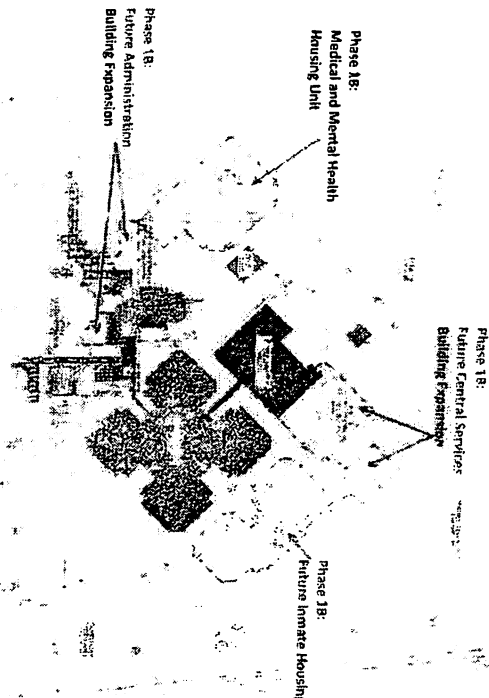 Phase 1B:
Medical and Mental Health
Housing Unit
Phase 1B:
Future Central Services
Building Expansion
Phase 1B:
Future Administration
Building Expansion
Phase 1B:
Future Inmate Housing